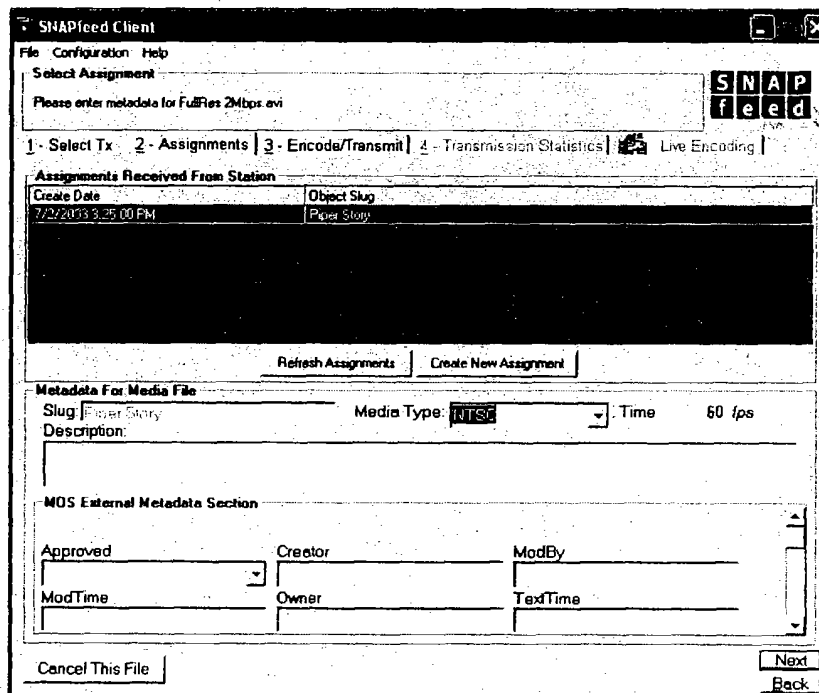 SNAPfeed Client
File Configuration Help
Select Assignment
Please enter metadata for FullRes 2Mbps.avi
SNAP
feed
1 - Select Tx 2 - Assignments 3 - Encode/Transmit 4 - Transmission Statistics Live Encoding
Assignments Received From Station
Create Date Object Slug
7/2/2033 3:25:00 PM Piper Story
Refresh Assignments Create New Assignment
Metadata For Media File
Slug: Piper Story Media Type: NTSC Time 60 fps
Description:
MOS External Metadata Section
Approved Creator ModBy
ModTime Owner TextTime
Cancel This File
Next
Back